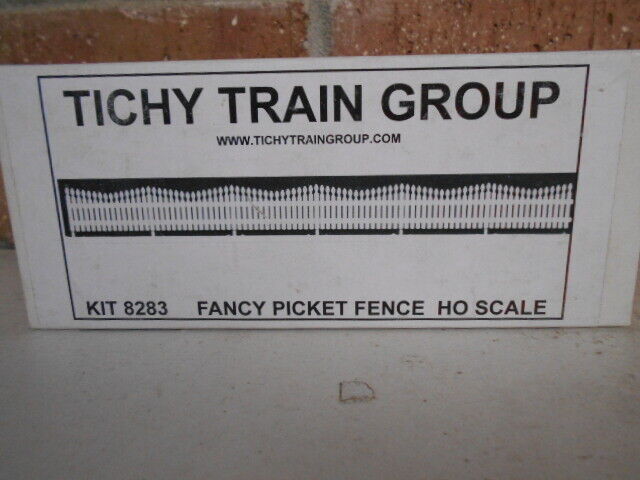 TICHY TRAIN GROUP
WWW.TICHYTRAINGROUP.COM
KIT 8283 FANCY PICKET FENCE HO SCALE